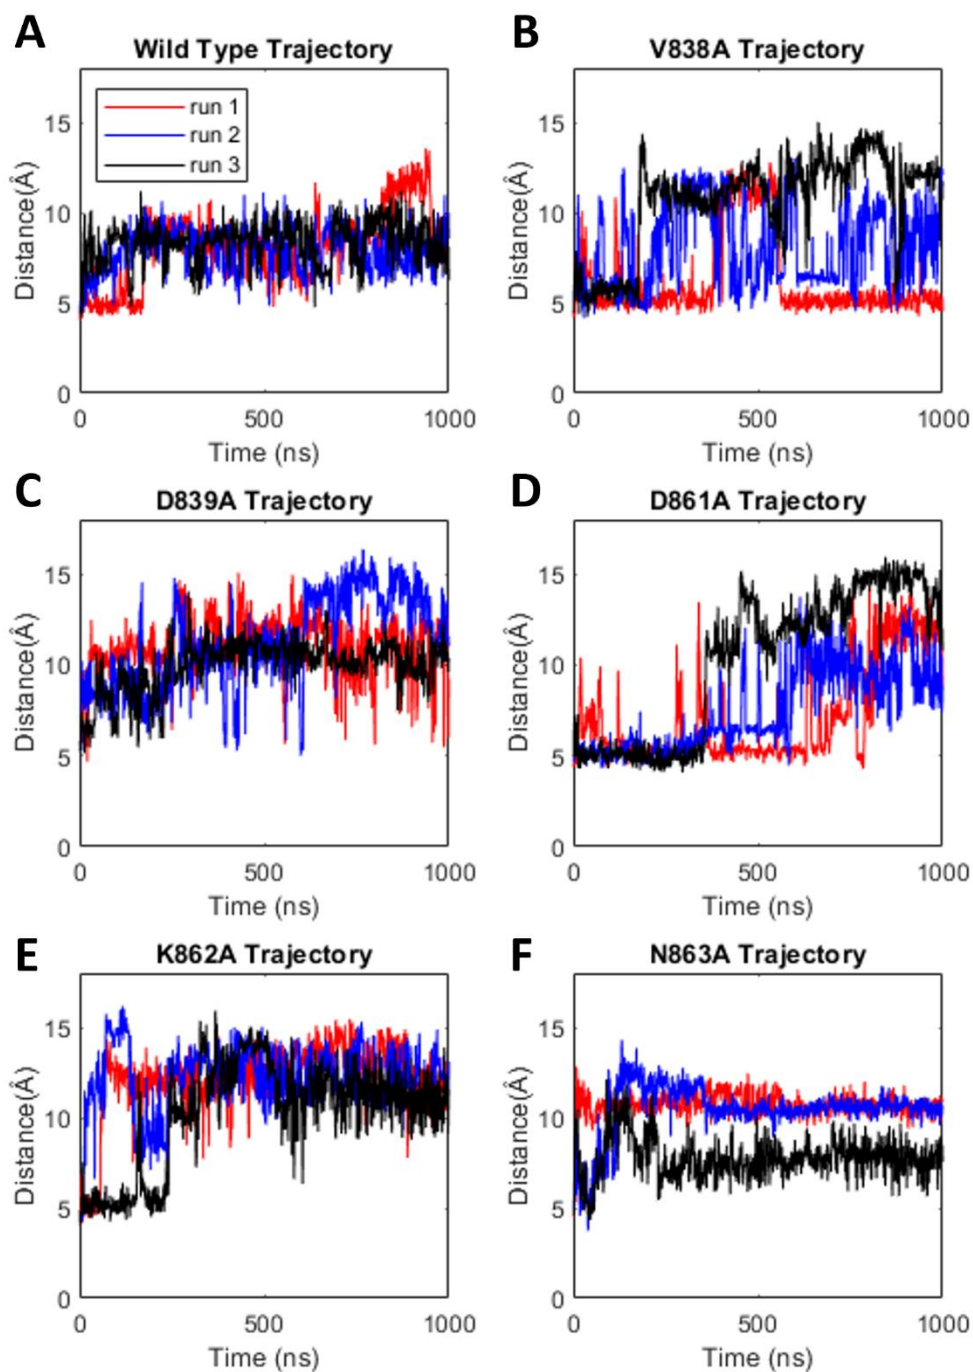 A
Wild Type Trajectory
run 1
run 2
run 3
15
10
5
0
Distance(Å)
0 500 1000
Time (ns)
B
V838A Trajectory
15
10
5
0
Distance(Å)
0 500 1000
Time (ns)
C
D839A Trajectory
15
10
5
0
Distance(Å)
0 500 1000
Time (ns)
D
D861A Trajectory
15
10
5
0
Distance(Å)
0 500 1000
Time (ns)
E
K862A Trajectory
15
10
5
0
Distance(Å)
0 500 1000
Time (ns)
F
N863A Trajectory
15
10
5
0
Distance(Å)
0 500 1000
Time (ns)